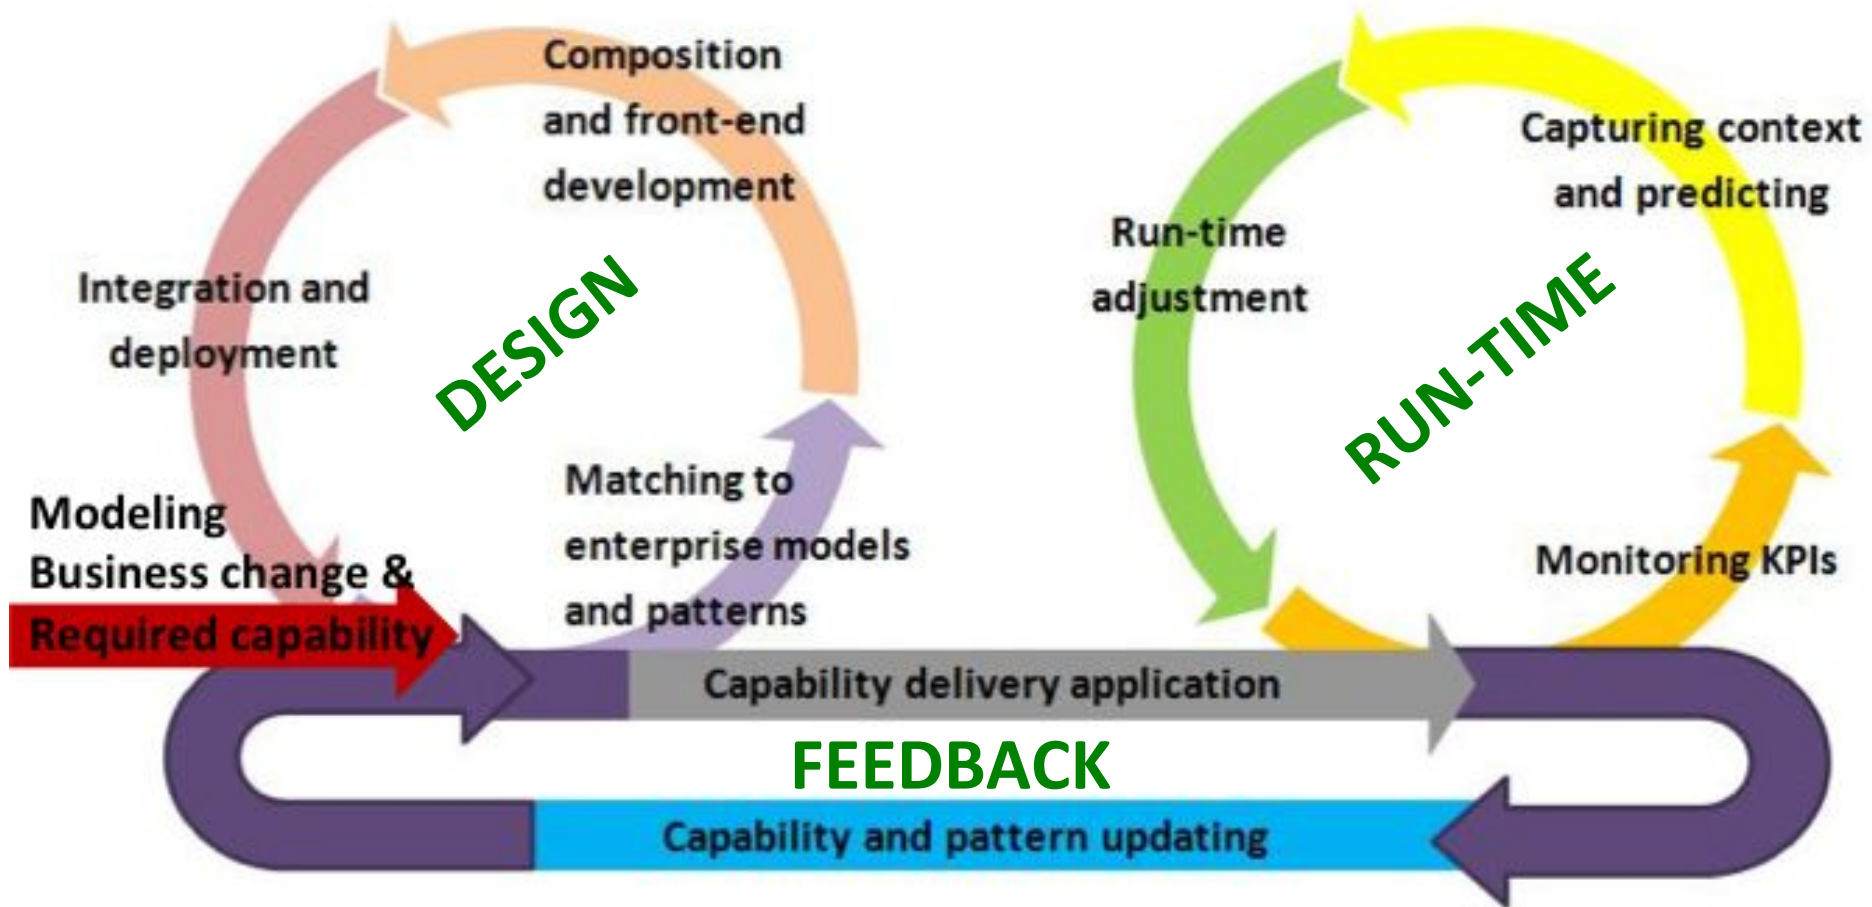 Composition
and front-end
development
Integration and
deployment
DESIGN
Modeling
Business change &
Required capability
Matching to
enterprise models
and patterns
Capturing context
and predicting
Run-time
adjustment
RUN-TIME
Monitoring KPIs
Capability delivery application
FEEDBACK
Capability and pattern updating